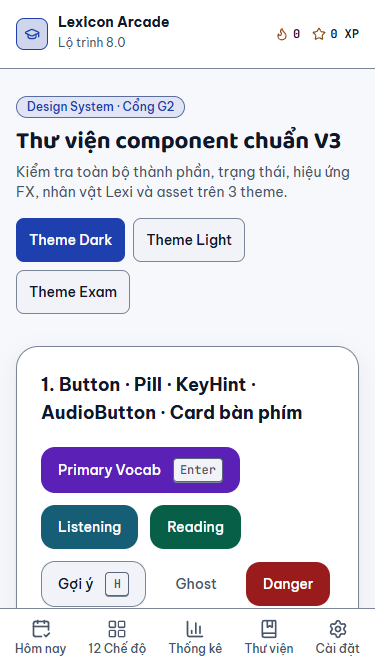 Lexicon Arcade
Lộ trình 8.0
0
0 XP
Design System · Cổng G2
Thư viện component chuẩn V3
Kiểm tra toàn bộ thành phần, trạng thái, hiệu ứng
FX, nhân vật Lexi và asset trên 3 theme.
Theme Dark
Theme Light
Theme Exam
1. Button · Pill · KeyHint ·
AudioButton · Card bàn phím
Primary Vocab Enter
Listening
Reading
Gợi ý H
Ghost
Danger
Hôm nay
12 Chế độ
Thống kê
Thư viện
Cài đặt